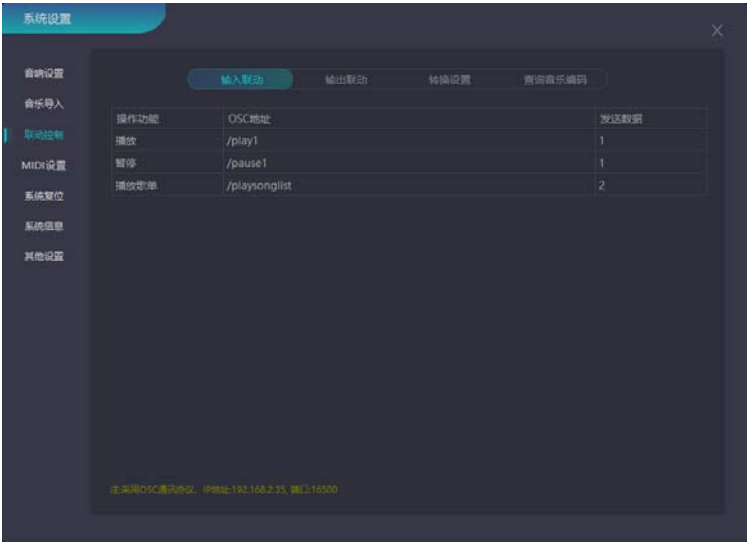 系统设置
音响设置
音乐导入
联动控制
MIDI设置
系统复位
系统信息
其他设置
输入联动 输出联动 转换设置 查询音乐编码
操作功能 OSC地址 发送数据
播放 /play1 1
暂停 /pause1 1
播放歌单 /playsonglist 2
注:采用OSC通讯协议, IP地址:192.168.2.35, 端口:16500